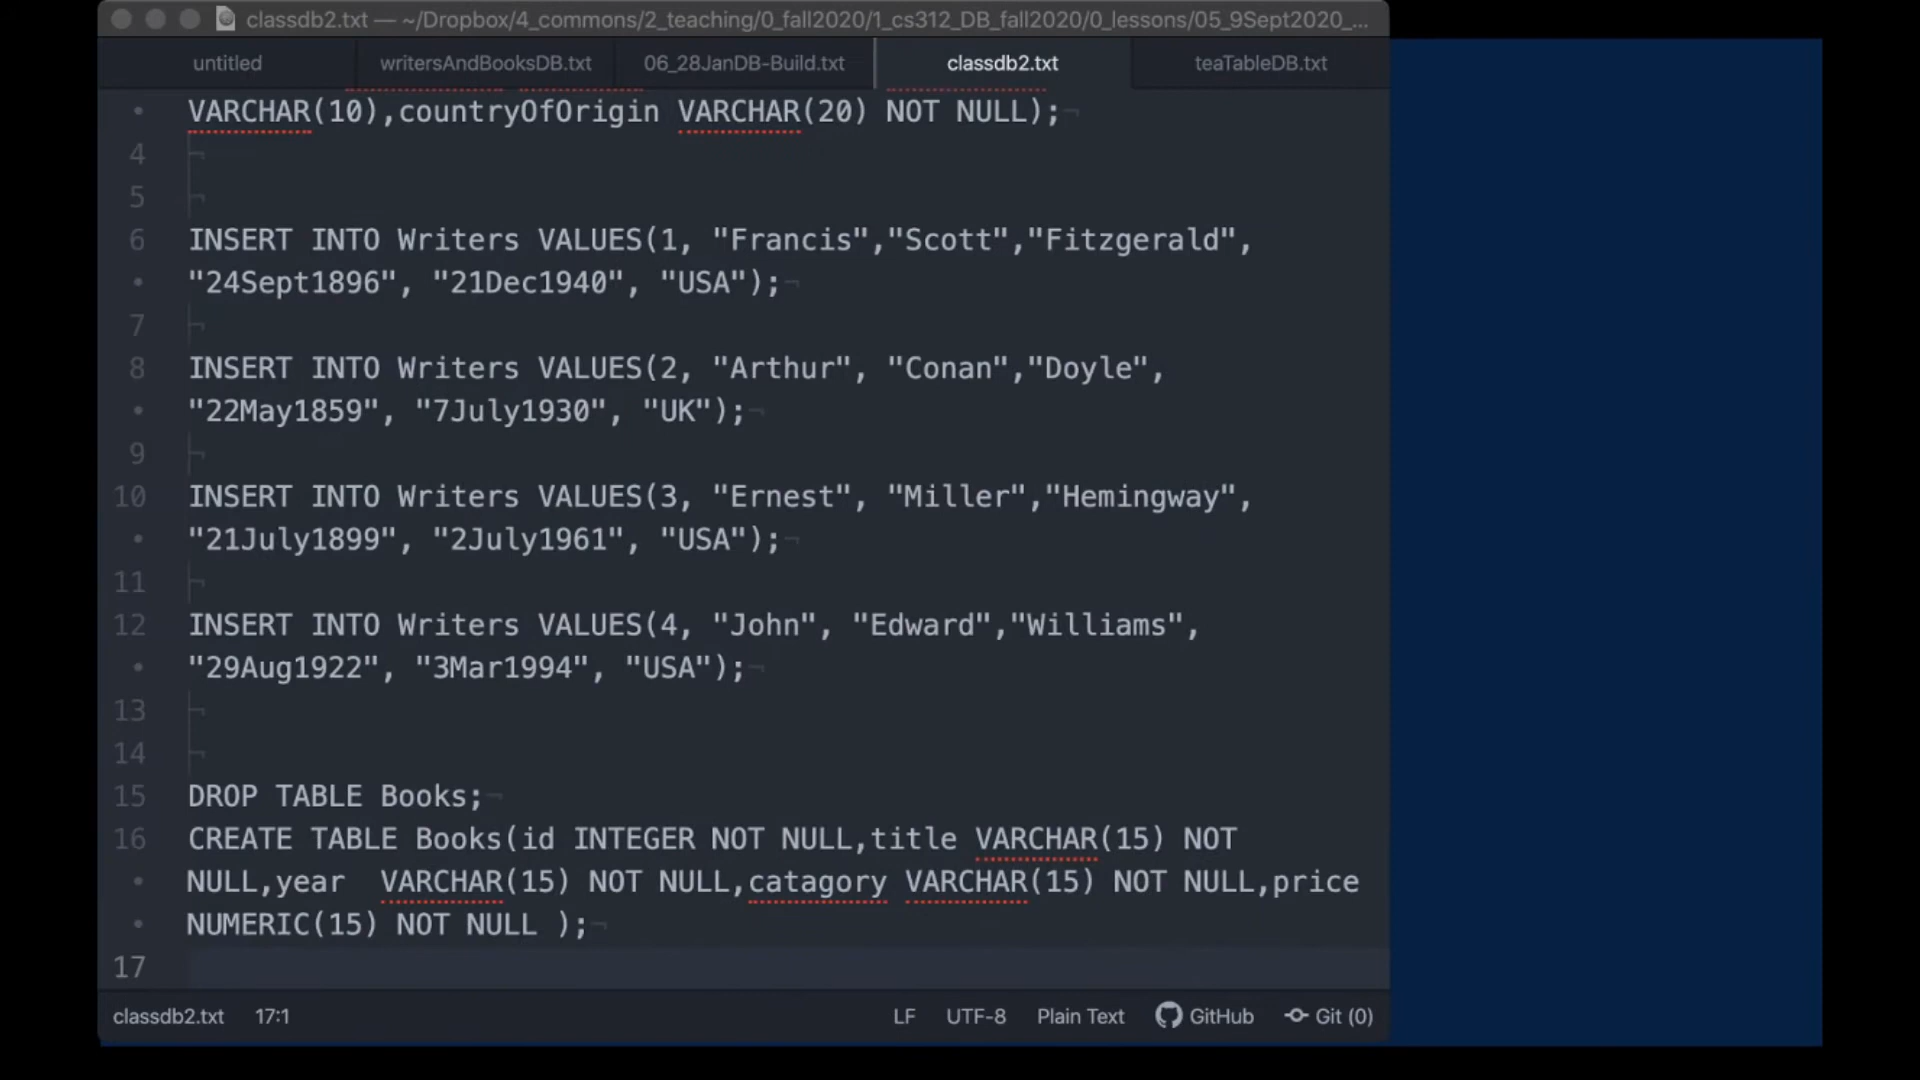 classdb2.txt — ~/Dropbox/4_commons/2_teaching/0_fall2020/1_cs312_DB_fall2020/0_lessons/05_9Sept2020_...
untitled writersAndBooksDB.txt 06_28JanDB-Build.txt classdb2.txt teaTableDB.txt
VARCHAR(10),countryOfOrigin VARCHAR(20) NOT NULL);
4
5
6 INSERT INTO Writers VALUES(1, "Francis","Scott","Fitzgerald",
"24Sept1896", "21Dec1940", "USA");
7
8 INSERT INTO Writers VALUES(2, "Arthur", "Conan","Doyle",
"22May1859", "7July1930", "UK");
9
10 INSERT INTO Writers VALUES(3, "Ernest", "Miller","Hemingway",
"21July1899", "2July1961", "USA");
11
12 INSERT INTO Writers VALUES(4, "John", "Edward","Williams",
"29Aug1922", "3Mar1994", "USA");
13
14
15 DROP TABLE Books;
16 CREATE TABLE Books(id INTEGER NOT NULL,title VARCHAR(15) NOT
NULL,year  VARCHAR(15) NOT NULL,catagory VARCHAR(15) NOT NULL,price
NUMERIC(15) NOT NULL );
17
classdb2.txt 17:1 LF UTF-8 Plain Text GitHub Git (0)